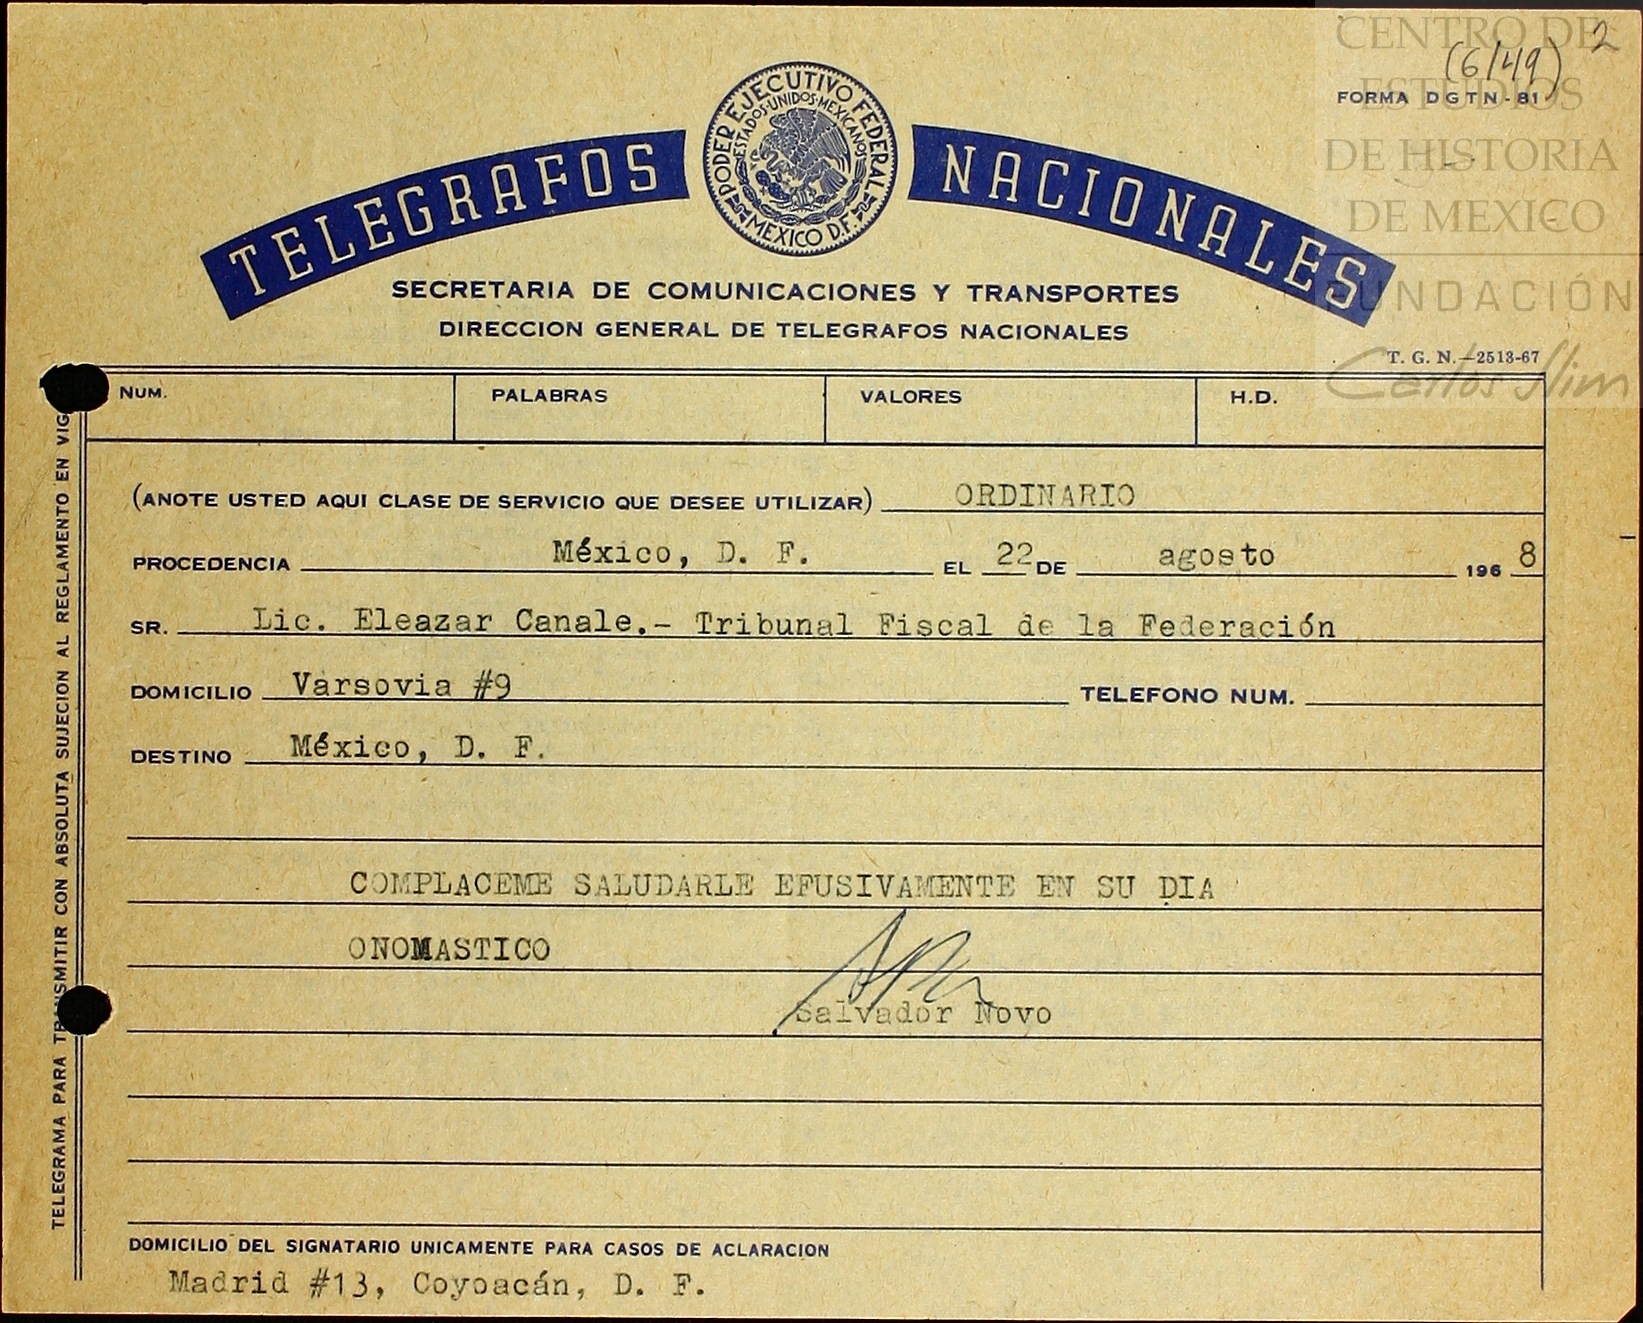 CENTRO DE
ESTUDIOS
DE HISTORIA
DE MEXICO
FUNDACIÓN
Carlos Slim
(6/49) 2
FORMA DGTN-81
TELEGRAFOS NACIONALES
PODER EJECUTIVO FEDERAL
ESTADOS·UNIDOS·MEXICANOS
MEXICO D.F.
SECRETARIA DE COMUNICACIONES Y TRANSPORTES
DIRECCION GENERAL DE TELEGRAFOS NACIONALES
T. G. N.—2513-67
NUM. PALABRAS VALORES H.D.
(ANOTE USTED AQUI CLASE DE SERVICIO QUE DESEE UTILIZAR) ORDINARIO
PROCEDENCIA México, D. F. EL 22 DE agosto 196 8
SR. Lic. Eleazar Canale.- Tribunal Fiscal de la Federación
DOMICILIO Varsovia #9 TELEFONO NUM.
DESTINO México, D. F.
COMPLACEME SALUDARLE EFUSIVAMENTE EN SU DIA
ONOMASTICO
Salvador Novo
DOMICILIO DEL SIGNATARIO UNICAMENTE PARA CASOS DE ACLARACION
Madrid #13, Coyoacán, D. F.
TELEGRAMA PARA TRANSMITIR CON ABSOLUTA SUJECION AL REGLAMENTO EN VIG